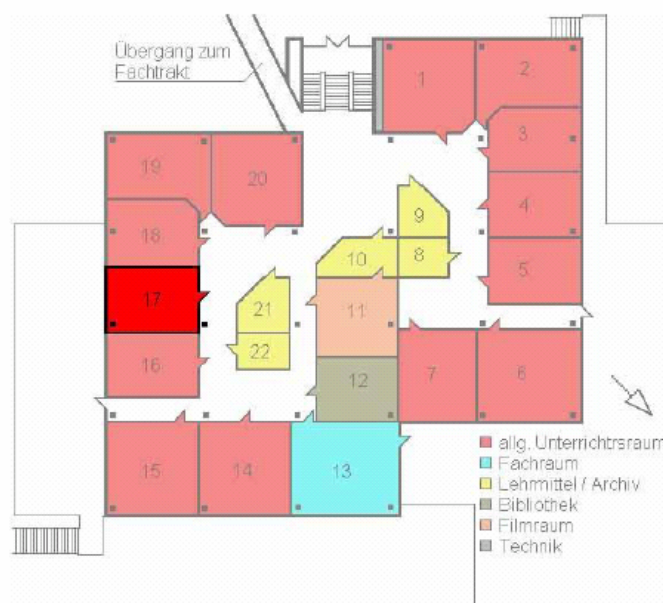 Übergang zum
Fachtrakt
1
2
3
19
20
4
9
18
10
8
5
17
11
21
16
22
12
7
6
15
14
13
allg. Unterrichtsraum
Fachraum
Lehrmittel / Archiv
Bibliothek
Filmraum
Technik